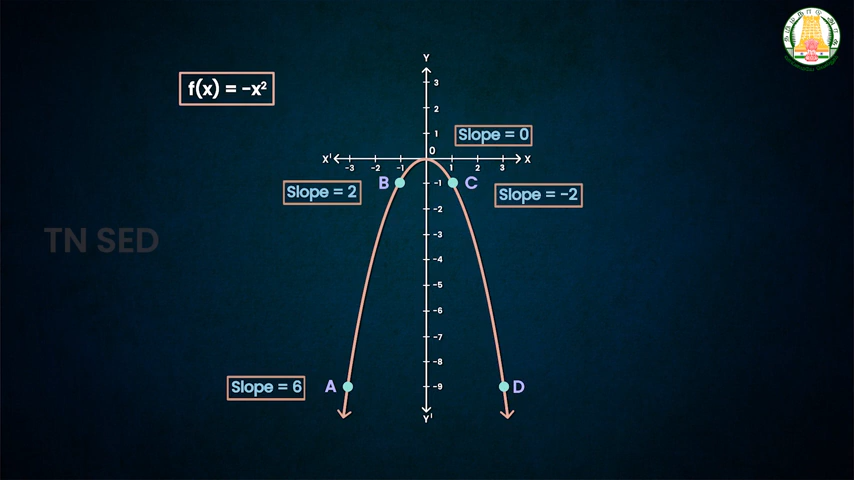 f(x) = -x²
Y
3
2
1
Slope = 0
0
X' -3 -2 -1 1 2 3 X
B -1 C
Slope = 2
Slope = -2
-2
-3
TN SED
-4
-5
-6
-7
-8
Slope = 6 A -9 D
Y'